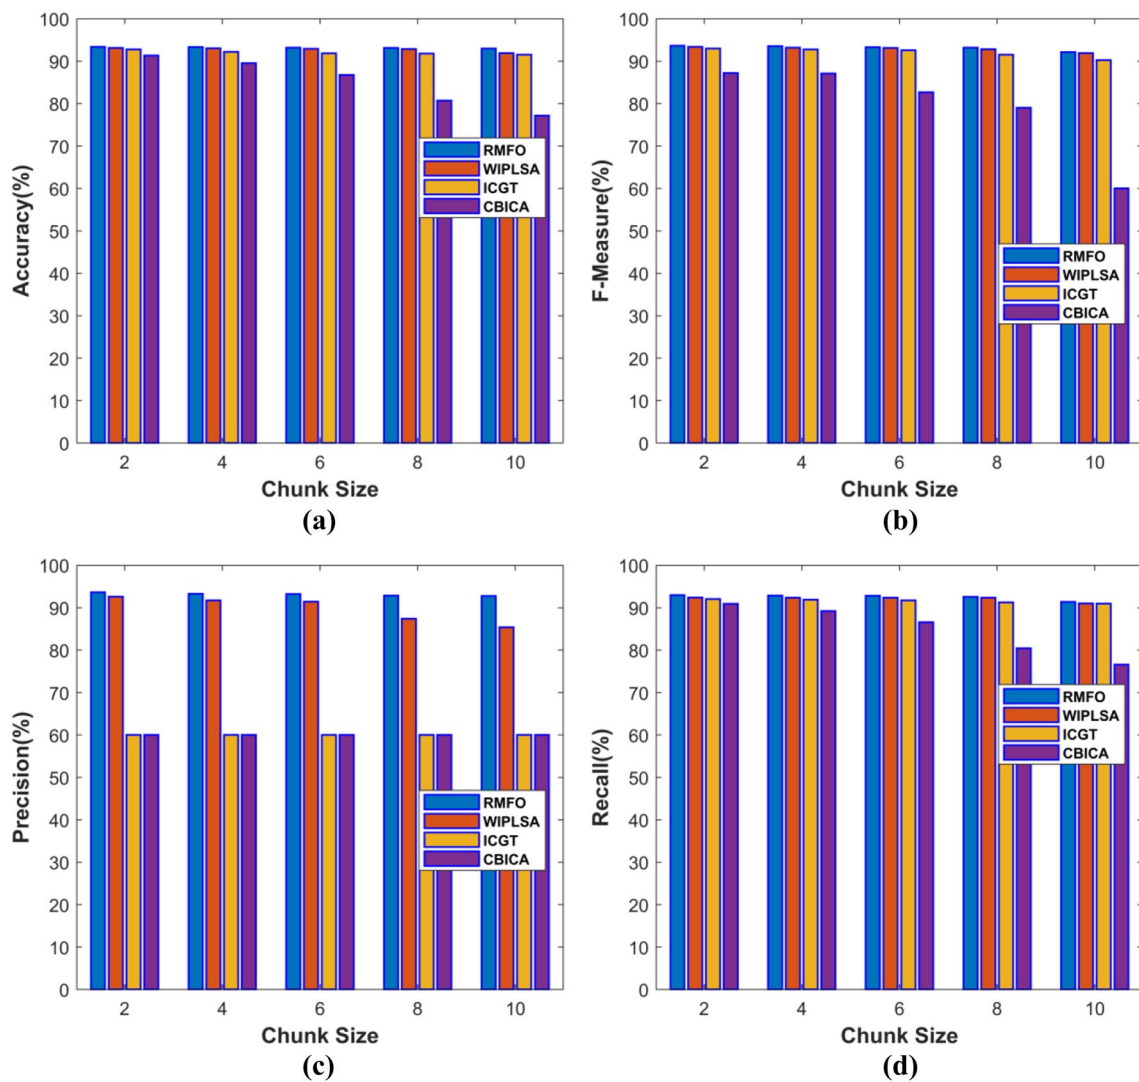 100
90
80
70
60
50
40
30
20
10
0
Accuracy(%)
RMFO
WIPLSA
ICGT
CBICA
2 4 6 8 10
Chunk Size
(a)
100
90
80
70
60
50
40
30
20
10
0
F-Measure(%)
RMFO
WIPLSA
ICGT
CBICA
2 4 6 8 10
Chunk Size
(b)
100
90
80
70
60
50
40
30
20
10
0
Precision(%)
RMFO
WIPLSA
ICGT
CBICA
2 4 6 8 10
Chunk Size
(c)
100
90
80
70
60
50
40
30
20
10
0
Recall(%)
RMFO
WIPLSA
ICGT
CBICA
2 4 6 8 10
Chunk Size
(d)